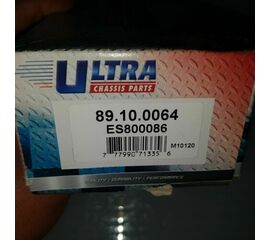 ULTRA
CHASSIS PARTS
89.10.0064
ES800086
M10120
7 77990 71335 6